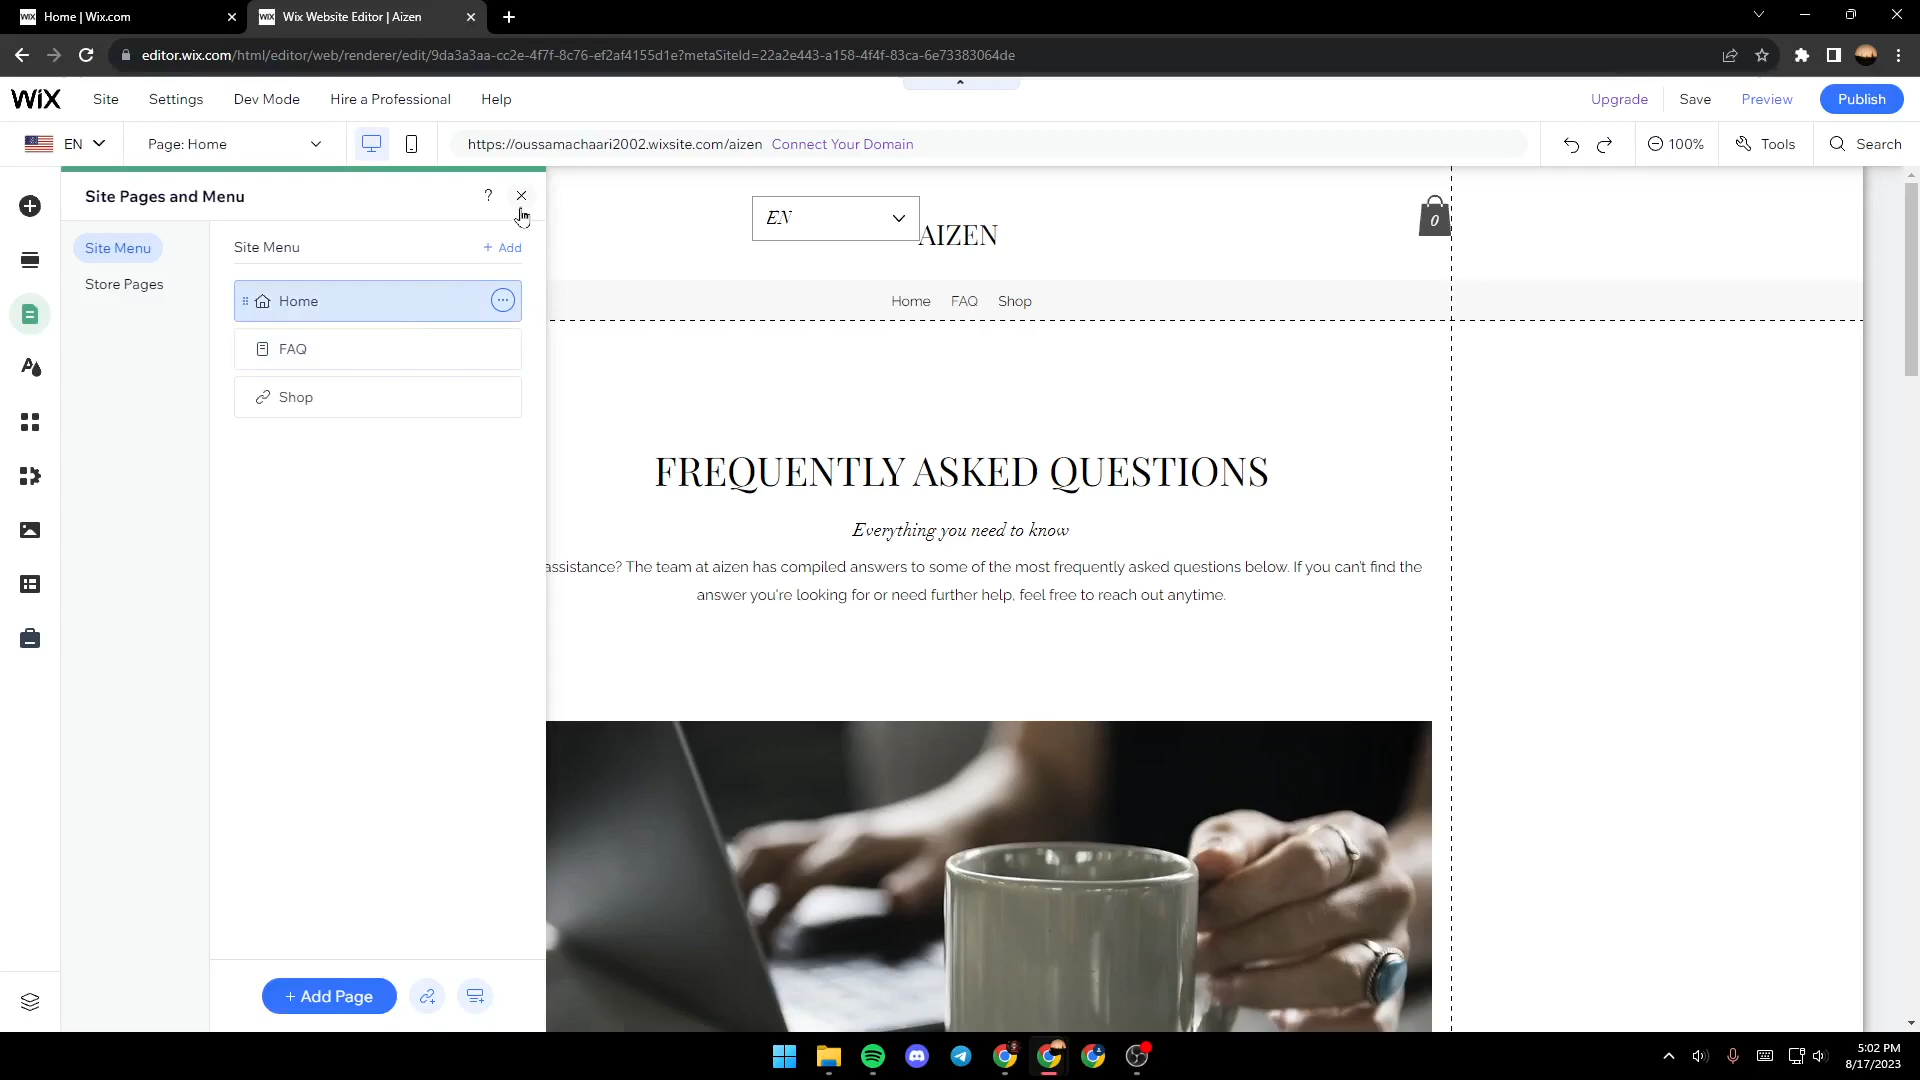 Home | Wix.com
Wix Website Editor | Aizen
editor.wix.com/html/editor/web/renderer/edit/9da3a3aa-cc2e-4f7f-8c76-ef2af4155d1e?metaSiteId=22a2e443-a158-4f4f-83ca-6e73383064de
WIX
Site
Settings
Dev Mode
Hire a Professional
Help
Upgrade
Save
Preview
Publish
EN
Page: Home
https://oussamachaari2002.wixsite.com/aizen
Connect Your Domain
100%
Tools
Search
Site Pages and Menu
?
Site Menu
Store Pages
Site Menu
+ Add
Home
FAQ
Shop
+ Add Page
EN
AIZEN
0
Home FAQ Shop
FREQUENTLY ASKED QUESTIONS
Everything you need to know
assistance? The team at aizen has compiled answers to some of the most frequently asked questions below. If you can't find the
answer you're looking for or need further help, feel free to reach out anytime.
5:02 PM
8/17/2023